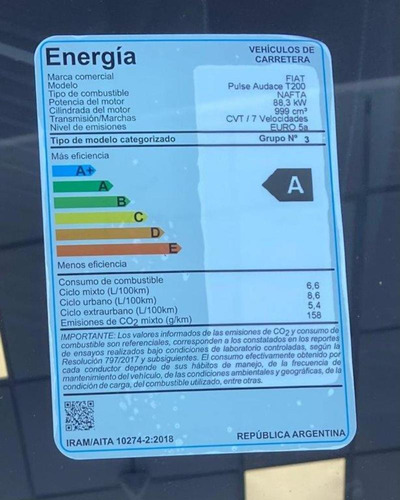 Energía
VEHÍCULOS DE
CARRETERA
Marca comercial FIAT
Modelo Pulse Audace T200
Tipo de combustible NAFTA
Potencia del motor 88,3 kW
Cilindrada del motor 999 cm³
Transmisión/Marchas CVT / 7 Velocidades
Nivel de emisiones EURO 5a
Tipo de modelo categorizado Grupo Nº 3
Más eficiencia
A+
A
B
C
D
E
A
Menos eficiencia
Consumo de combustible
Ciclo mixto (L/100km) 6,6
Ciclo urbano (L/100km) 8,6
Ciclo extraurbano (L/100km) 5,4
Emisiones de CO2 mixto (g/km) 158
IMPORTANTE: Los valores informados de las emisiones de CO2 y consumo de
combustible son referenciales, corresponden a los constatados en los reportes
de ensayos realizados bajo condiciones de laboratorio controladas, según la
Resolución 797/2017 y subsiguientes. El consumo efectivamente obtenido por
cada conductor depende de sus hábitos de manejo, de la frecuencia de
mantenimiento del vehículo, de las condiciones ambientales y geográficas, de la
condición de carga, del combustible utilizado, entre otras.
IRAM/AITA 10274-2:2018
REPÚBLICA ARGENTINA